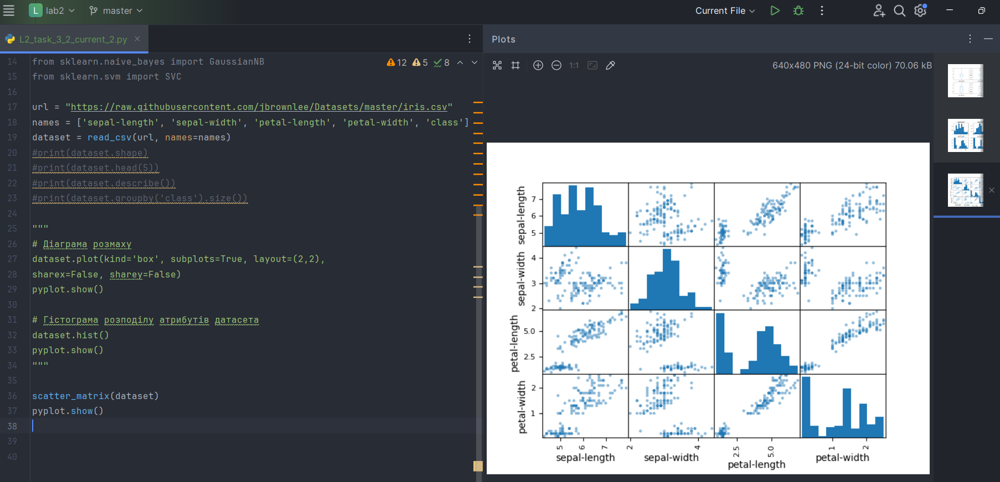 L lab2 master Current File
L2_task_3_2_current_2.py
Plots
14 from sklearn.naive_bayes import GaussianNB
12 5 8
15 from sklearn.svm import SVC
16
17 url = "https://raw.githubusercontent.com/jbrownlee/Datasets/master/iris.csv"
18 names = ['sepal-length', 'sepal-width', 'petal-length', 'petal-width', 'class']
19 dataset = read_csv(url, names=names)
20 #print(dataset.shape)
21 #print(dataset.head(5))
22 #print(dataset.describe())
23 #print(dataset.groupby('class').size())
24
25 """
26 # Діаграма розмаху
27 dataset.plot(kind='box', subplots=True, layout=(2,2),
28 sharex=False, sharey=False)
29 pyplot.show()
30
31 # Гістограма розподілу атрибутів датасета
32 dataset.hist()
33 pyplot.show()
34 """
35
36 scatter_matrix(dataset)
37 pyplot.show()
38
39
40
1:1 640x480 PNG (24-bit color) 70.06 kB
sepal-length
7
6
5
sepal-width
4
3
2
petal-length
5.0
2.5
petal-width
2
1
5 6 7 2 4 2.5 5.0 1 2
sepal-length sepal-width petal-length petal-width